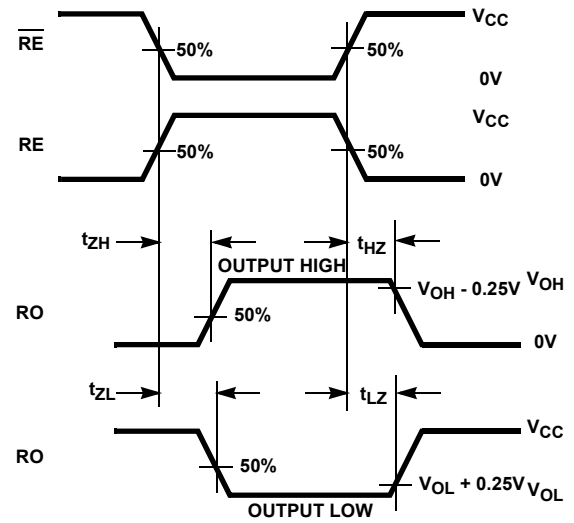 V_CC
RE
50% 50%
0V
V_CC
RE
50% 50%
0V
t_ZH t_HZ
OUTPUT HIGH
V_OH - 0.25V V_OH
RO
50%
0V
t_ZL t_LZ
V_CC
RO
50%
V_OL + 0.25V V_OL
OUTPUT LOW